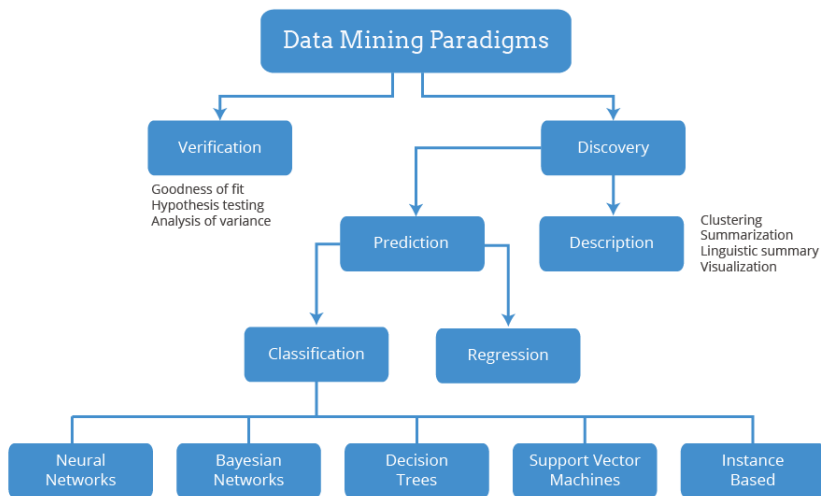 Data Mining Paradigms
Verification
Discovery
Goodness of fit
Hypothesis testing
Analysis of variance
Prediction
Description
Clustering
Summarization
Linguistic summary
Visualization
Classification
Regression
Neural
Networks
Bayesian
Networks
Decision
Trees
Support Vector
Machines
Instance
Based